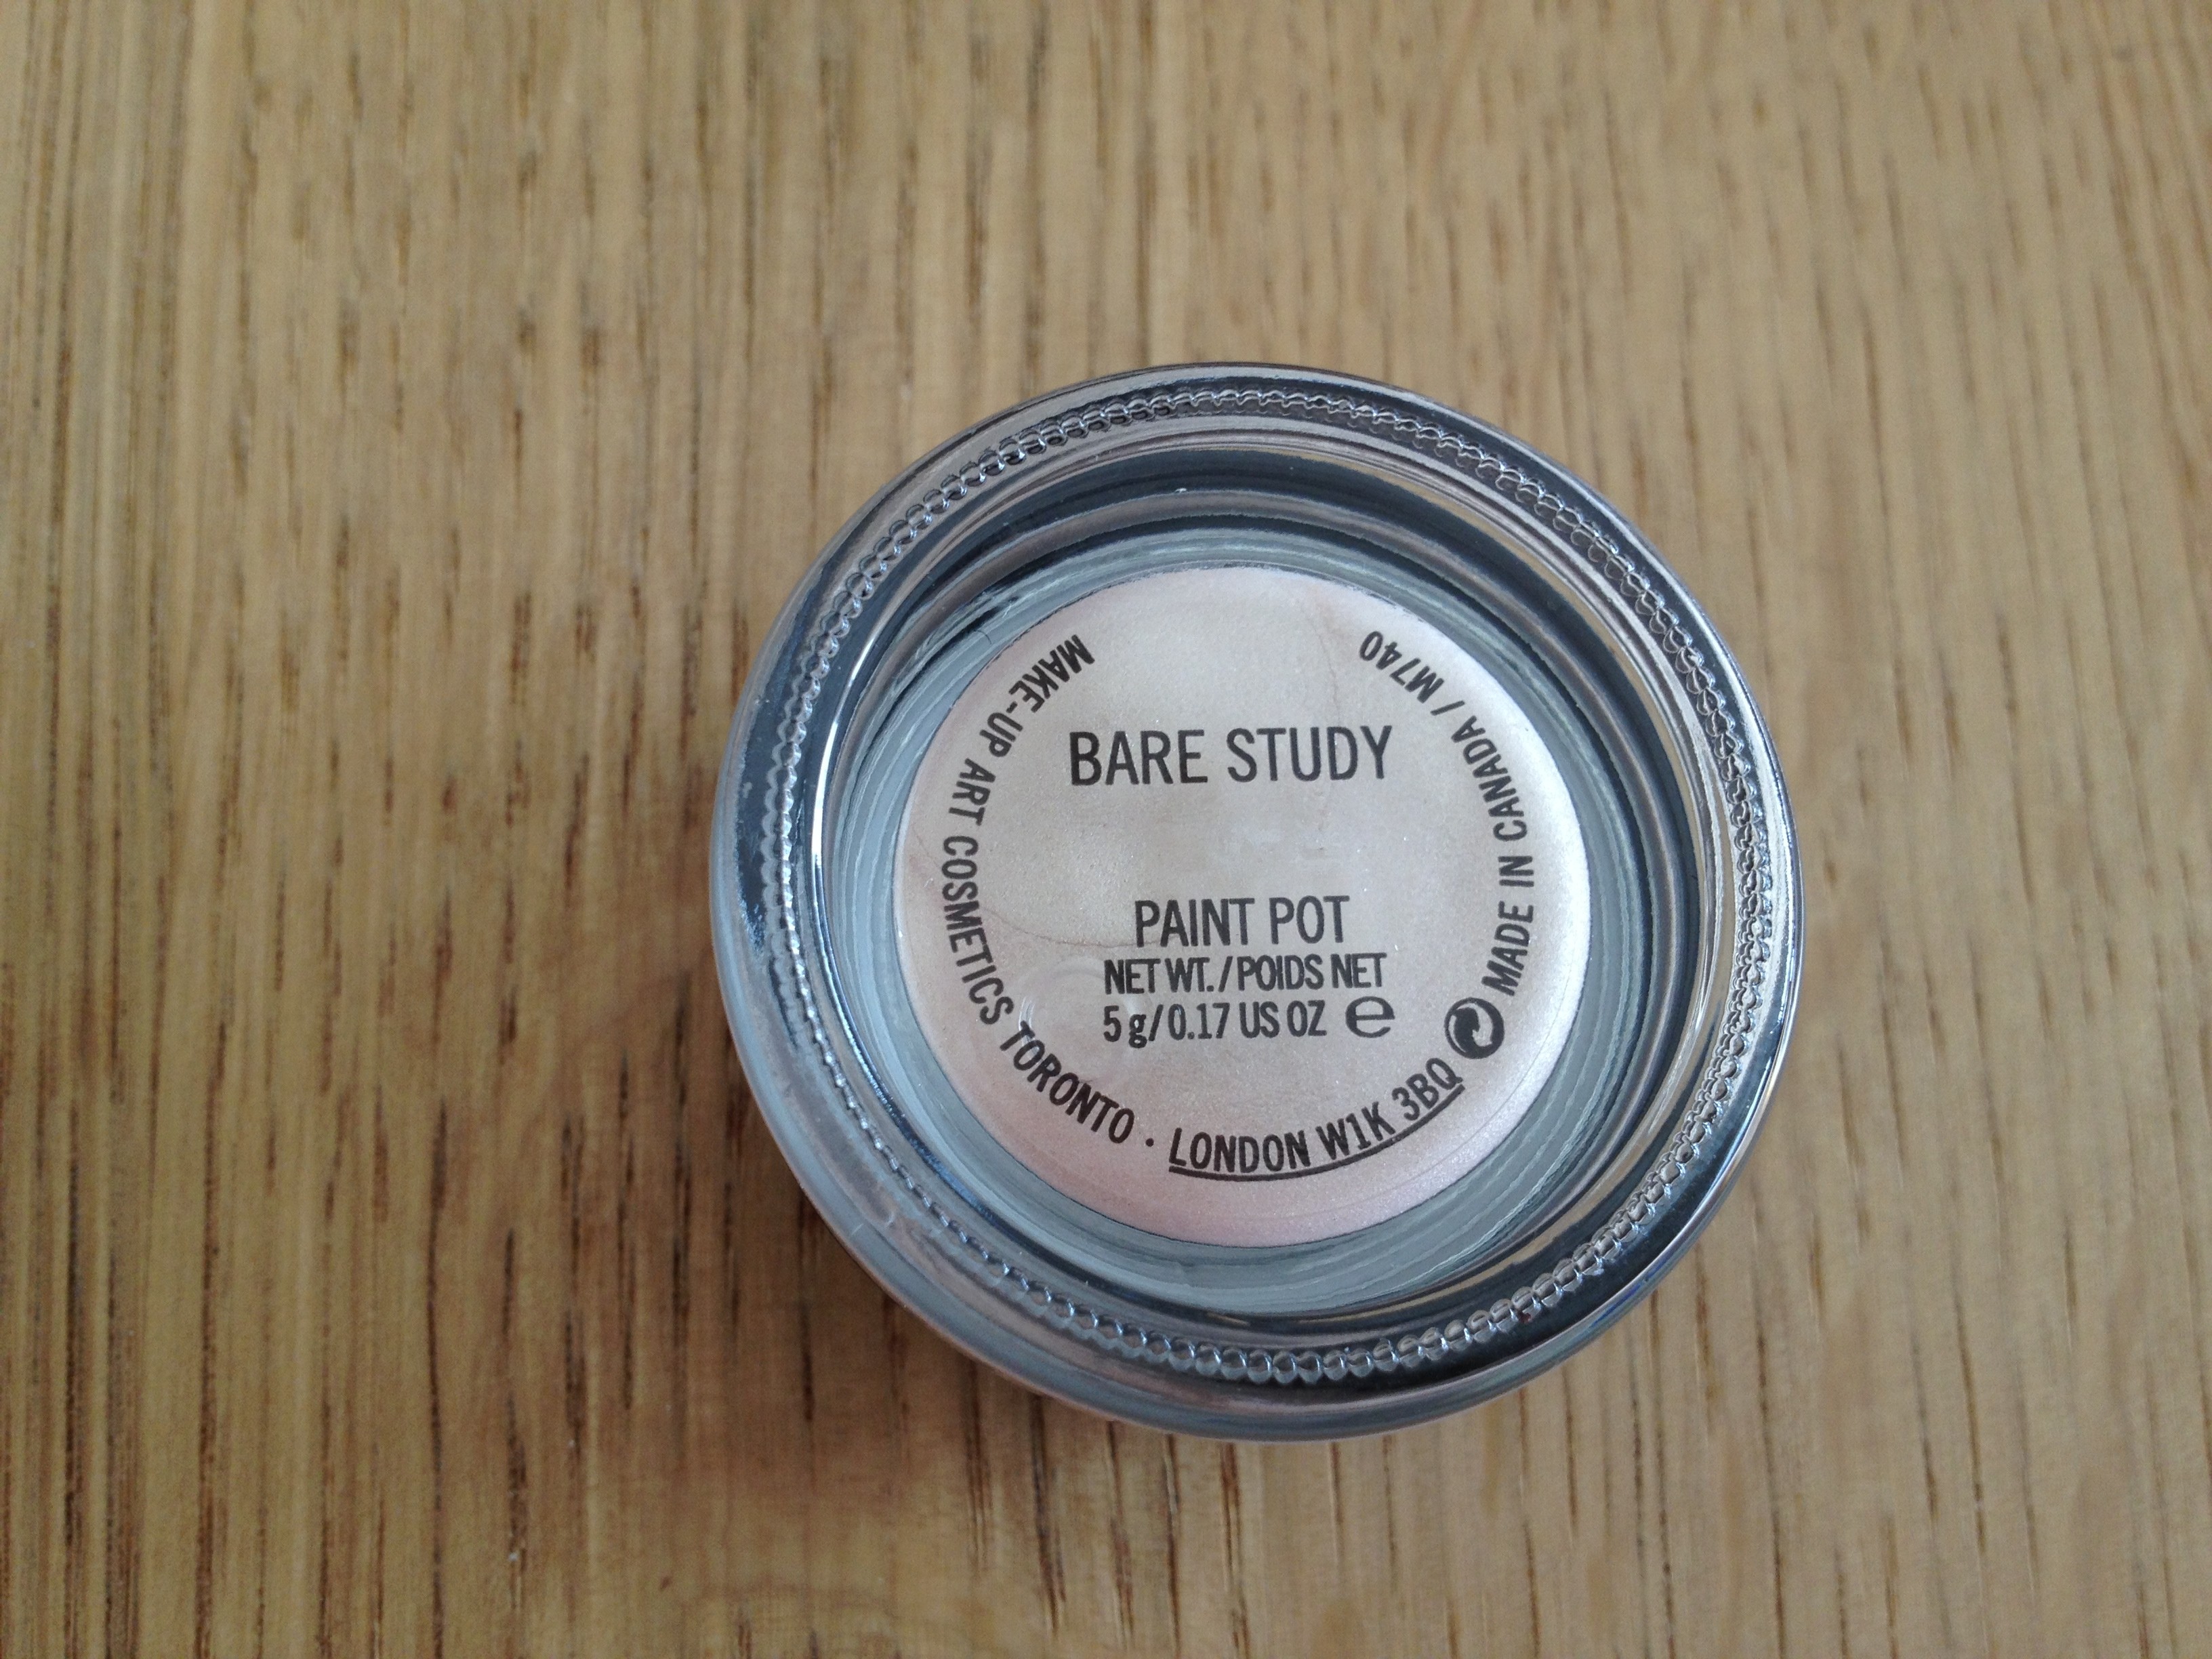 BARE STUDY
PAINT POT
NET WT./POIDS NET
5 g/0.17 US OZ e
MAKE-UP ART COSMETICS TORONTO · LONDON W1K 3BQ
MADE IN CANADA / M740